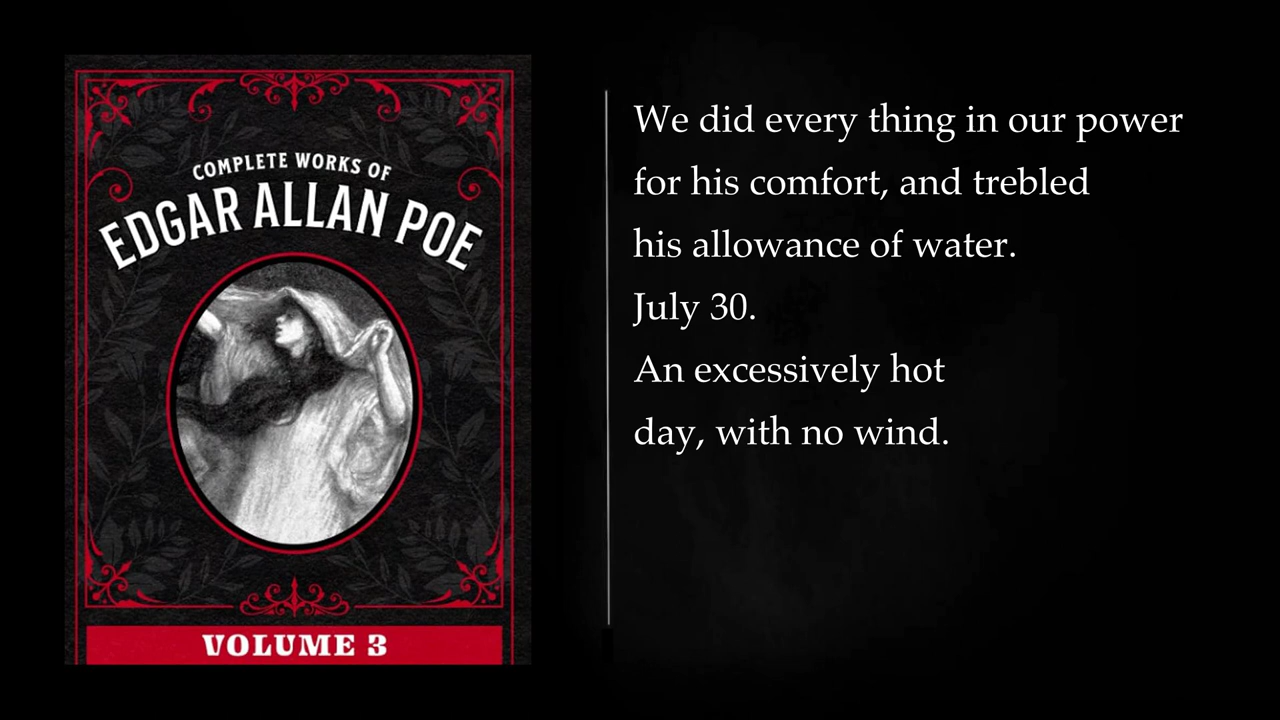 COMPLETE WORKS OF
EDGAR ALLAN POE
VOLUME 3
We did every thing in our power
for his comfort, and trebled
his allowance of water.
July 30.
An excessively hot
day, with no wind.